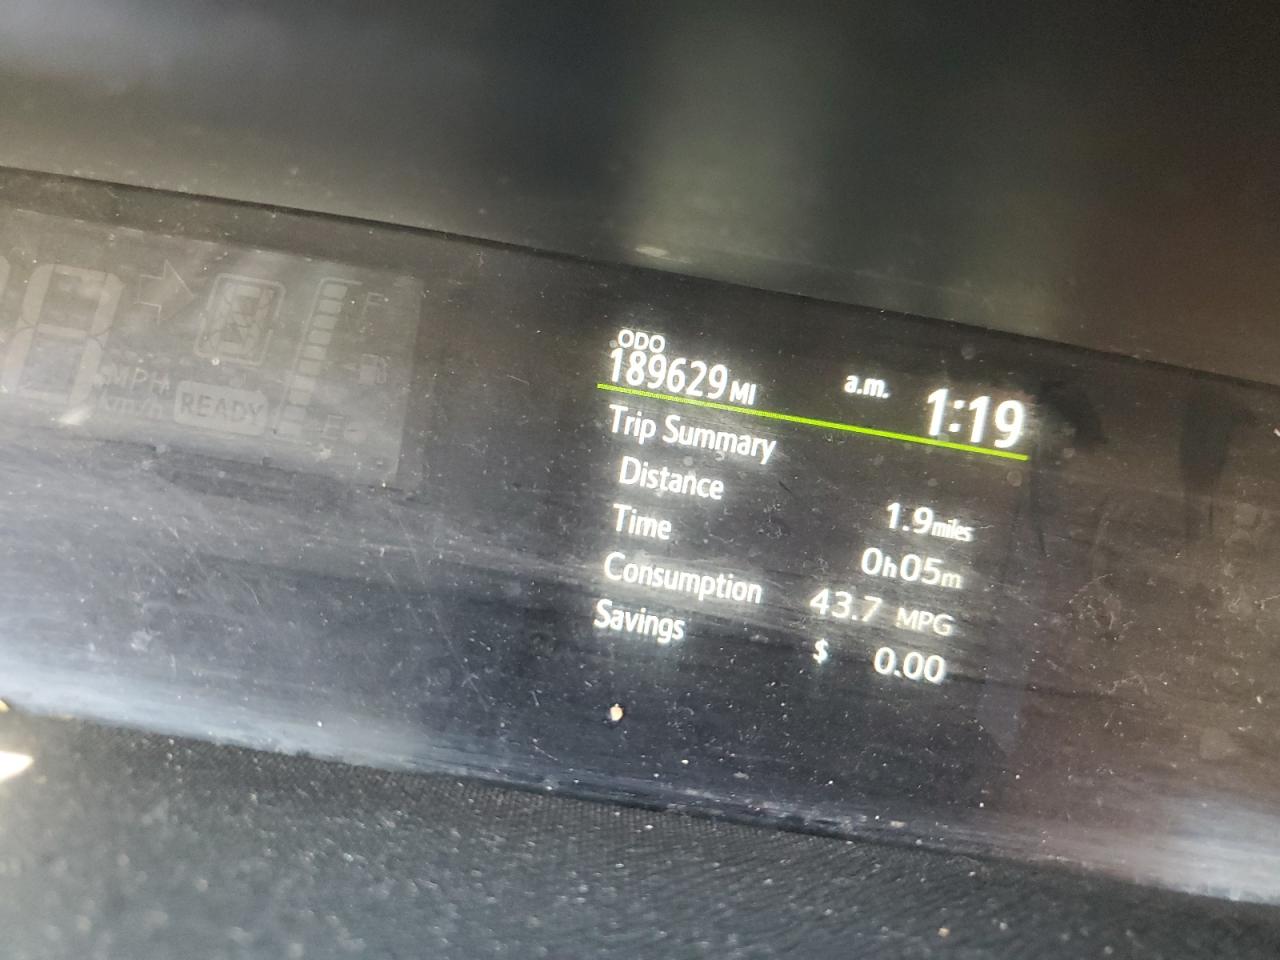 ODO
189629 MI a.m. 1:19
Trip Summary
Distance 1.9 miles
Time 0h05m
Consumption 43.7 MPG
Savings $ 0.00
MPH
km/h
READY